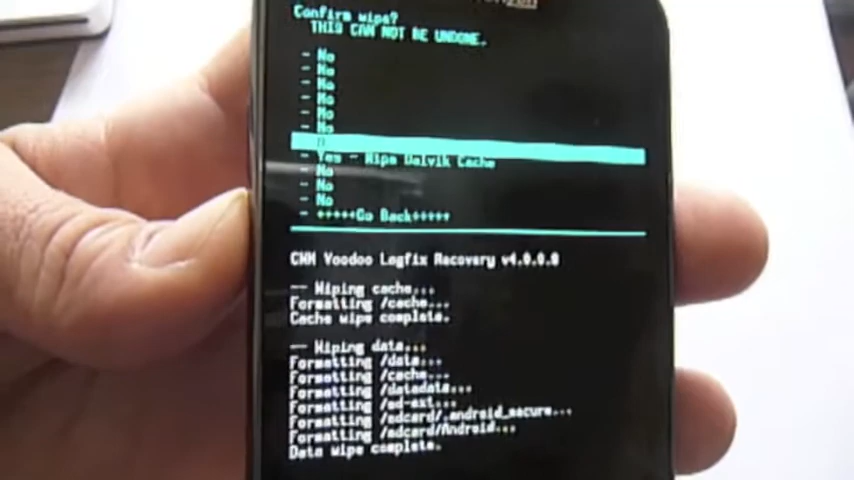 Confirm wipe?
THIS CAN NOT BE UNDONE.
- No
- No
- No
- No
- No
- No
- Yes - Wipe Dalvik Cache
- No
- No
- No
- +++++Go Back+++++
CWM Voodoo Lagfix Recovery v4.0.0.0
-- Wiping cache...
Formatting /cache...
Cache wipe complete.
-- Wiping data...
Formatting /data...
Formatting /cache...
Formatting /datadata...
Formatting /sd-ext...
Formatting /sdcard/.android_secure...
Formatting /sdcard/Android...
Data wipe complete.